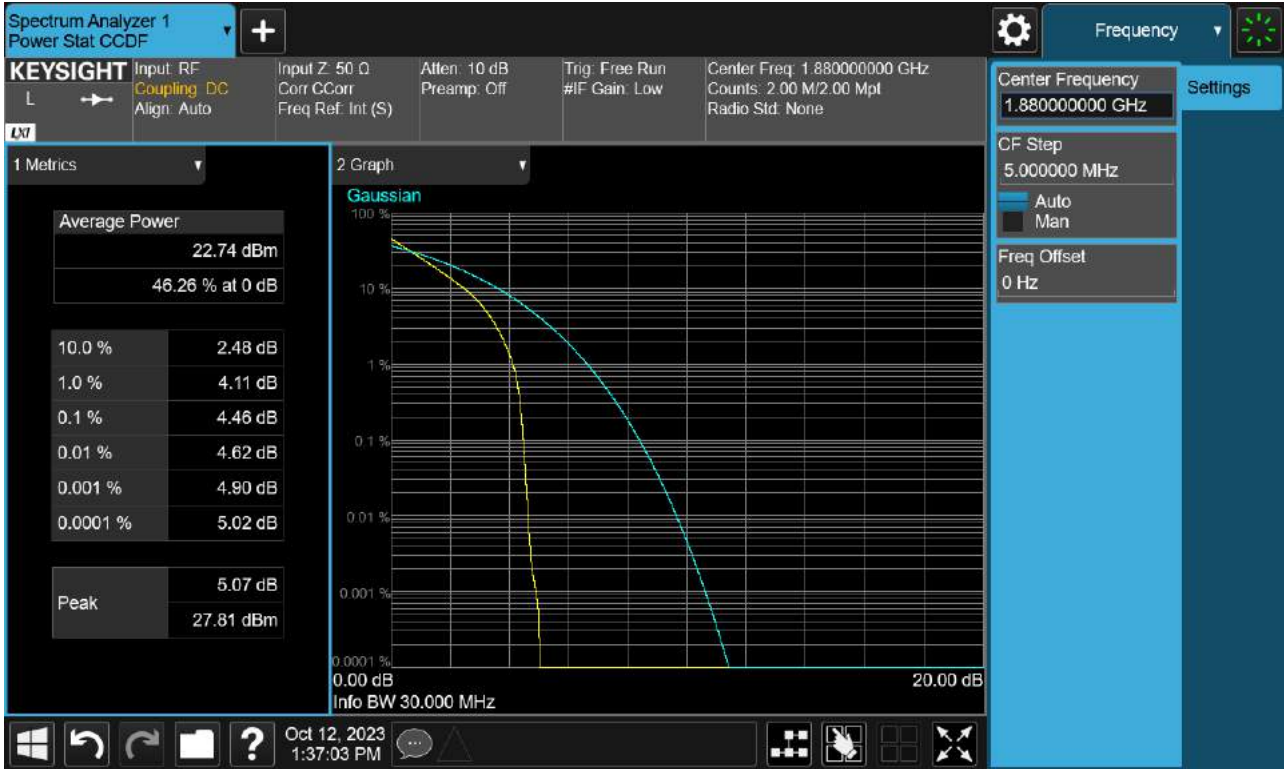 Spectrum Analyzer 1
Power Stat CCDF
Frequency
KEYSIGHT
L
LXI
Input: RF
Coupling: DC
Align: Auto
Input Z: 50 Ω
Corr CCorr
Freq Ref: Int (S)
Atten: 10 dB
Preamp: Off
Trig: Free Run
#IF Gain: Low
Center Freq: 1.880000000 GHz
Counts: 2.00 M/2.00 Mpt
Radio Std: None
Center Frequency
1.880000000 GHz
Settings
CF Step
5.000000 MHz
Auto
Man
Freq Offset
0 Hz
1 Metrics
Average Power
22.74 dBm
46.26 % at 0 dB
10.0 % 2.48 dB
1.0 % 4.11 dB
0.1 % 4.46 dB
0.01 % 4.62 dB
0.001 % 4.90 dB
0.0001 % 5.02 dB
Peak
5.07 dB
27.81 dBm
2 Graph
Gaussian
100 %
10 %
1 %
0.1 %
0.01 %
0.001 %
0.0001 %
0.00 dB 20.00 dB
Info BW 30.000 MHz
?
Oct 12, 2023
1:37:03 PM